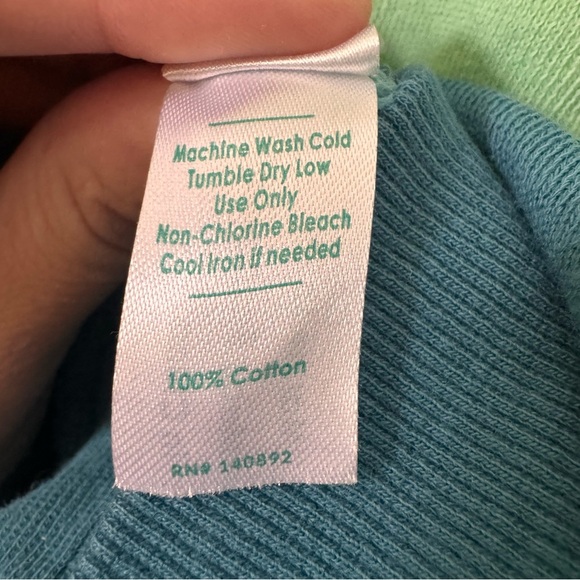 Machine Wash Cold
Tumble Dry Low
Use Only
Non-Chlorine Bleach
Cool Iron if needed
100% Cotton
RN# 140892